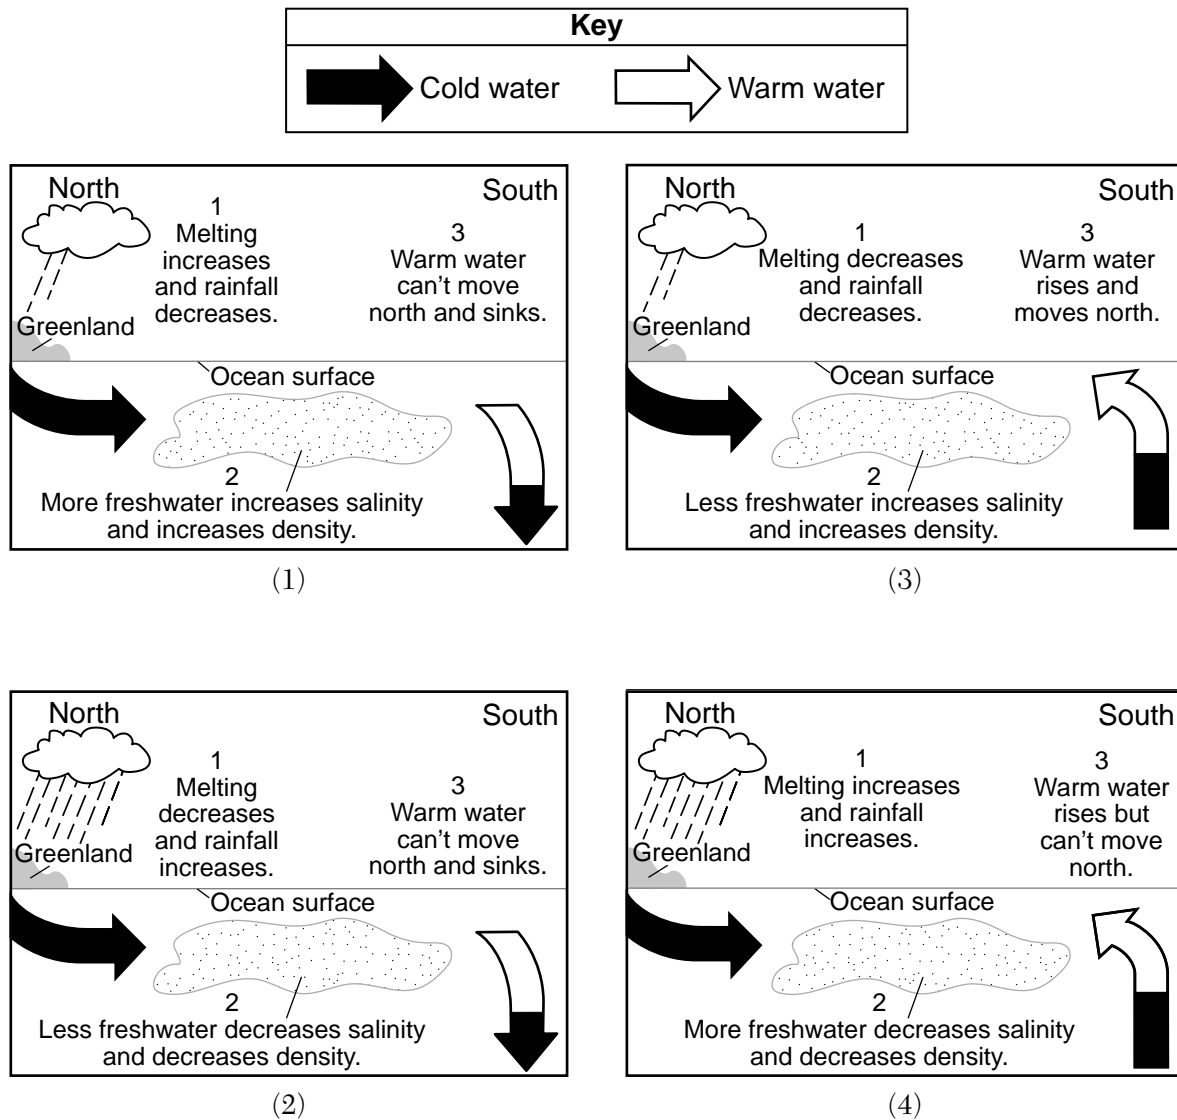 Key
Cold water
Warm water
North
South
1
Melting
increases
and rainfall
decreases.
3
Warm water
can't move
north and sinks.
Greenland
Ocean surface
2
More freshwater increases salinity
and increases density.
(1)
North
South
1
Melting decreases
and rainfall
decreases.
3
Warm water
rises and
moves north.
Greenland
Ocean surface
2
Less freshwater increases salinity
and increases density.
(3)
North
South
1
Melting
decreases
and rainfall
increases.
3
Warm water
can't move
north and sinks.
Greenland
Ocean surface
2
Less freshwater decreases salinity
and decreases density.
(2)
North
South
1
Melting increases
and rainfall
increases.
3
Warm water
rises but
can't move
north.
Greenland
Ocean surface
2
More freshwater decreases salinity
and decreases density.
(4)